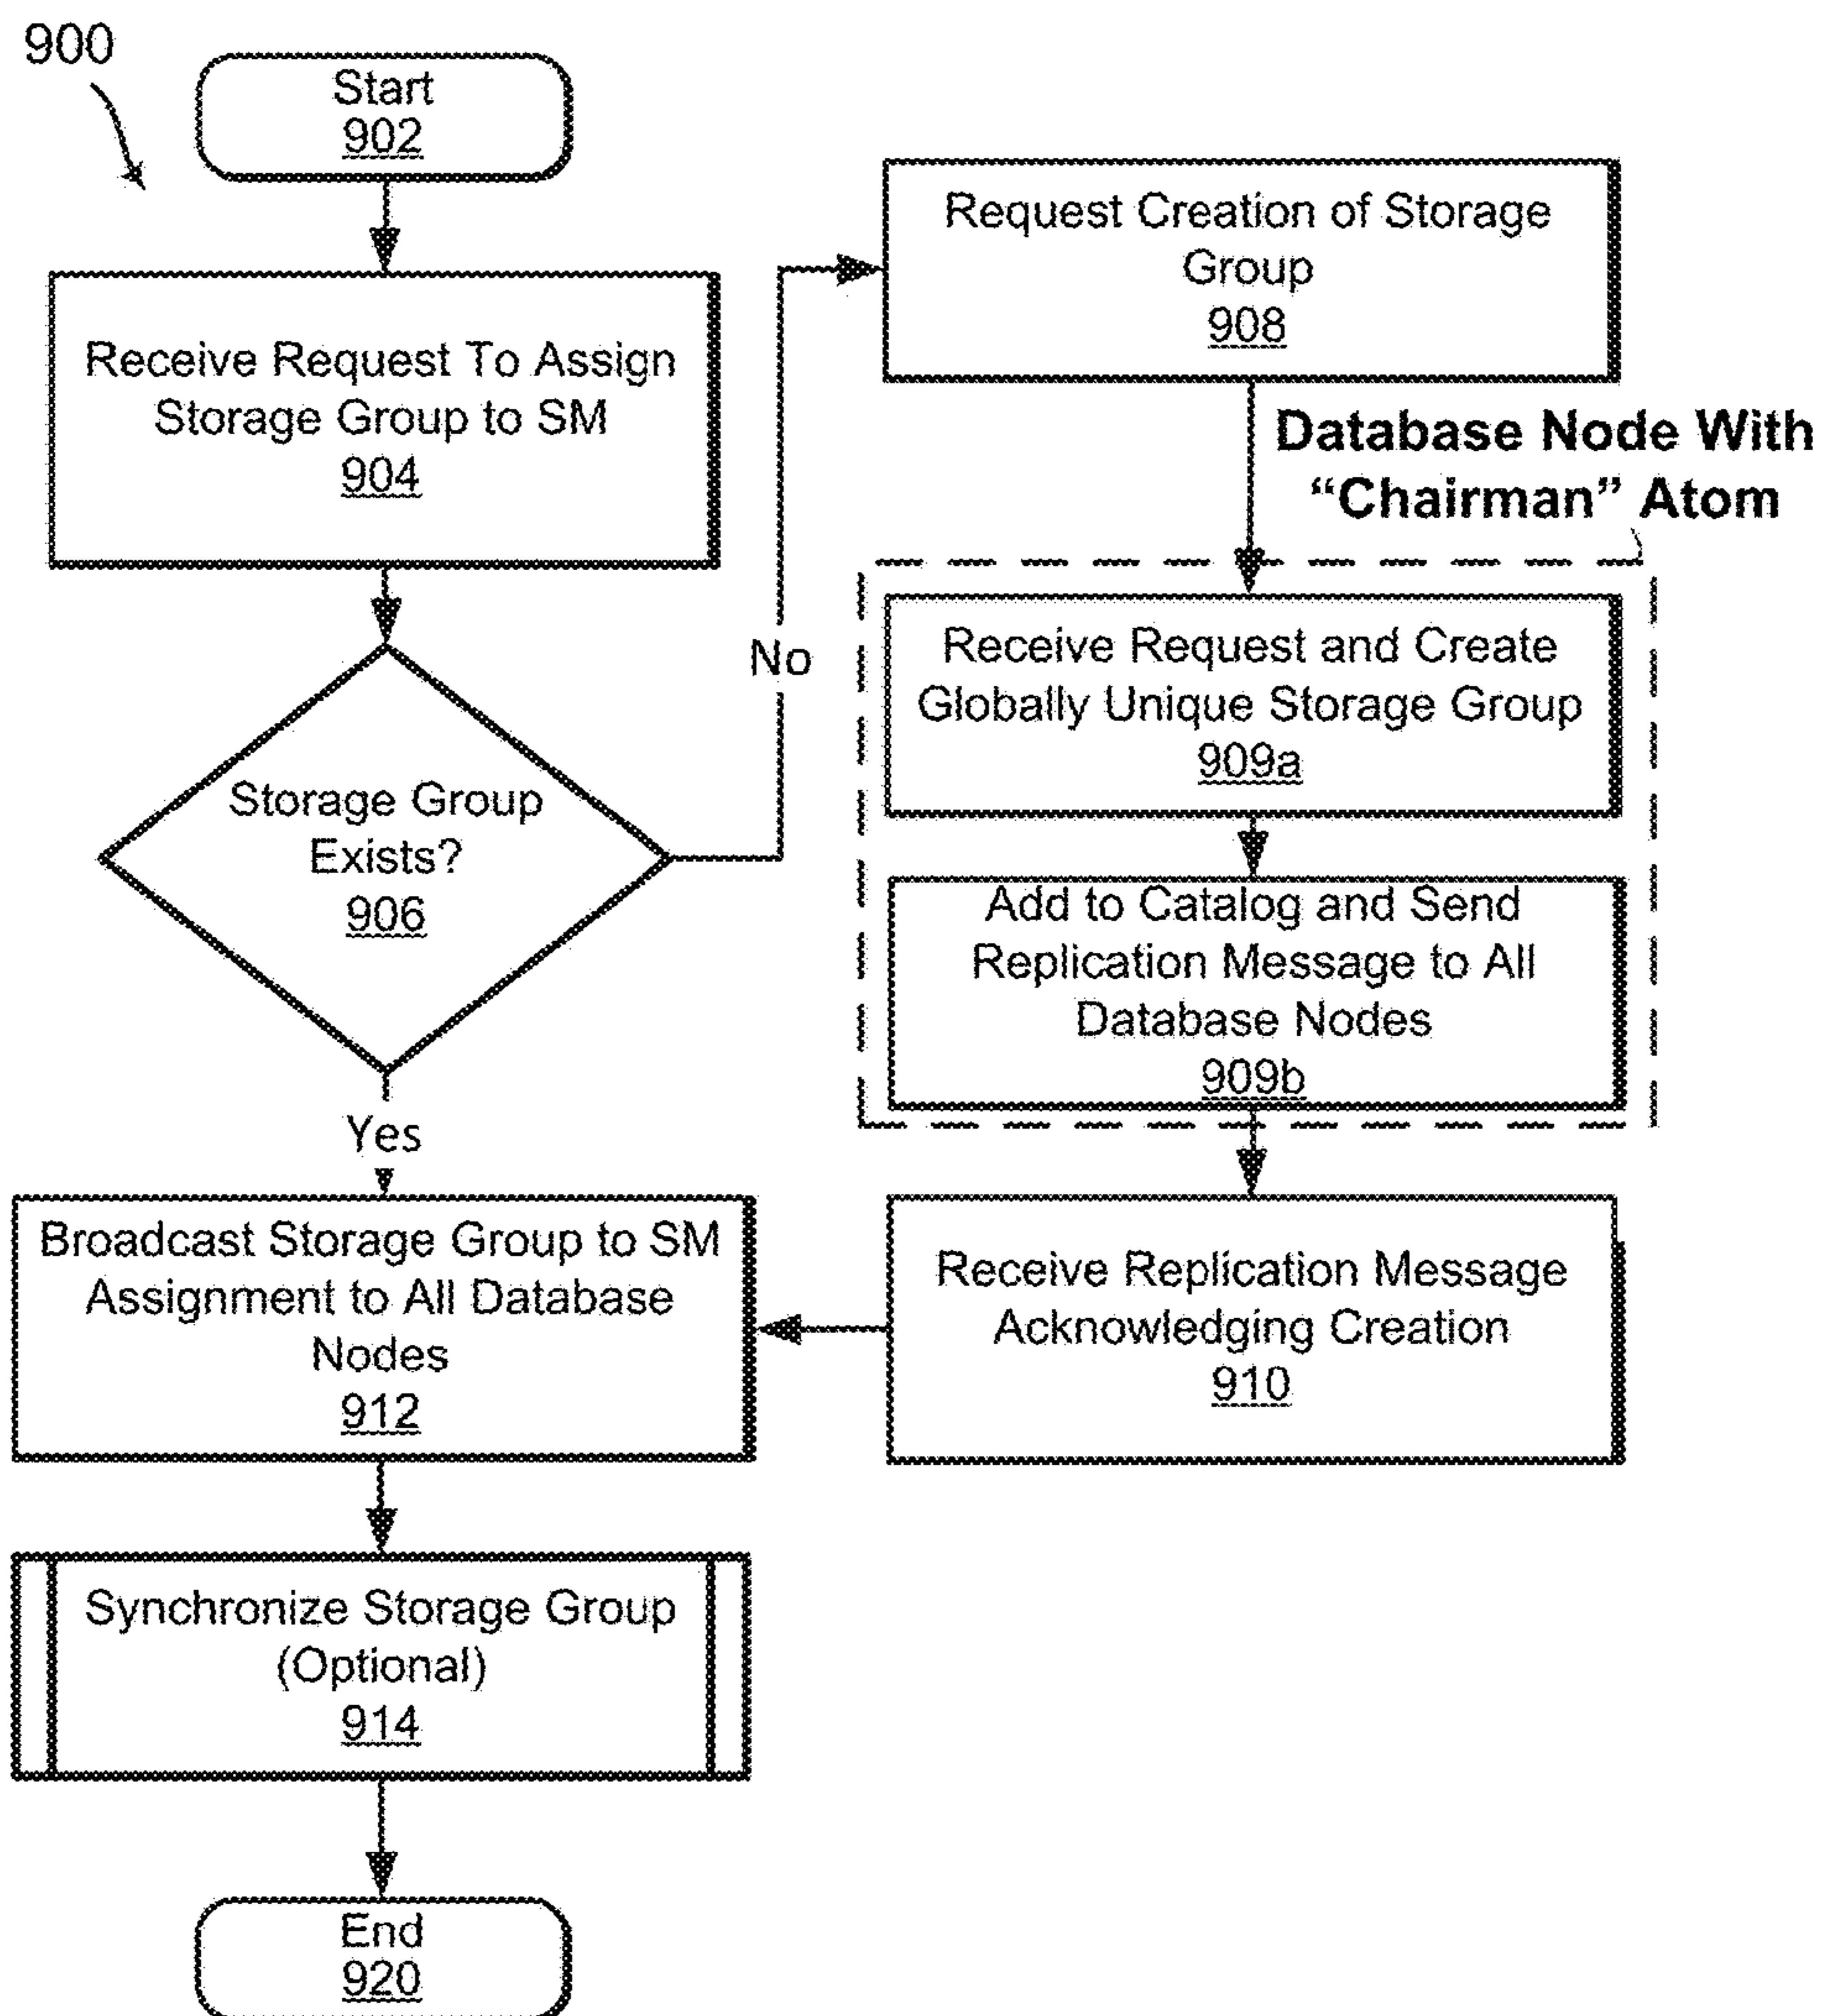 900
Start
902
Receive Request To Assign
Storage Group to SM
904
Storage Group
Exists?
906
No
Yes
Request Creation of Storage
Group
908
Database Node With
“Chairman” Atom
Receive Request and Create
Globally Unique Storage Group
909a
Add to Catalog and Send
Replication Message to All
Database Nodes
909b
Receive Replication Message
Acknowledging Creation
910
Broadcast Storage Group to SM
Assignment to All Database
Nodes
912
Synchronize Storage Group
(Optional)
914
End
920